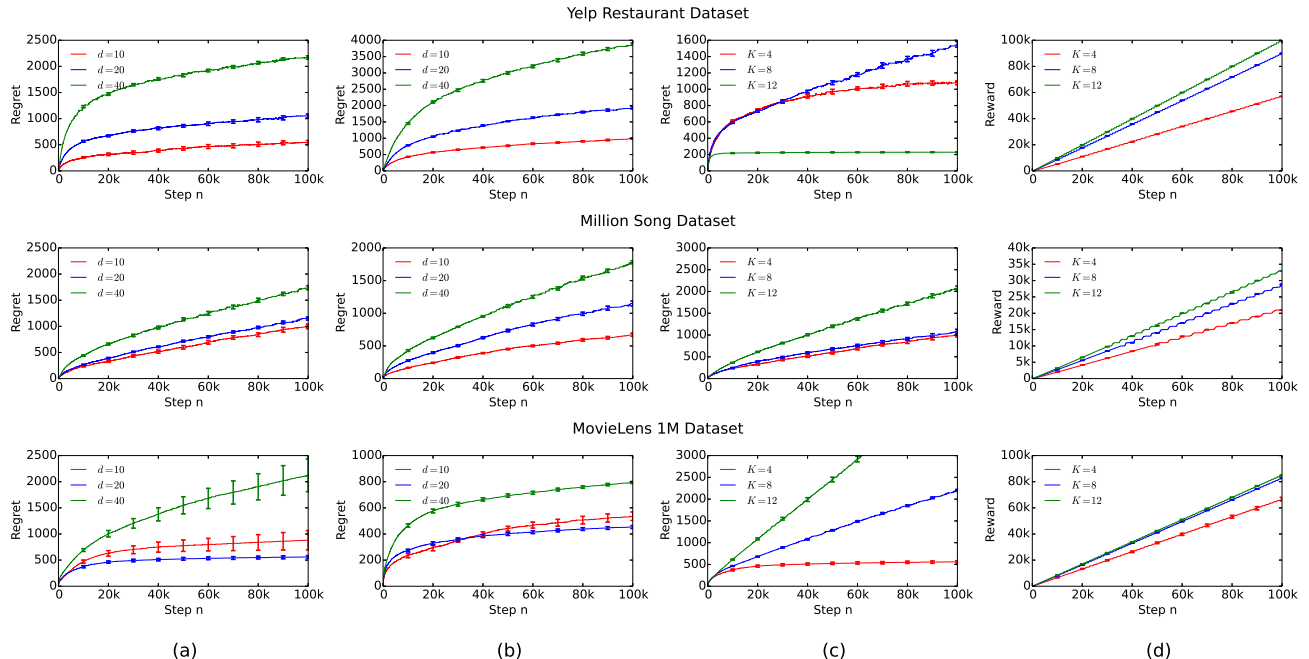 Yelp Restaurant Dataset
2500
2000
1500
1000
500
0
Regret
d=10
d=20
d=40
0 20k 40k 60k 80k 100k
Step n
4000
3500
3000
2500
2000
1500
1000
500
0
Regret
d=10
d=20
d=40
0 20k 40k 60k 80k 100k
Step n
1600
1400
1200
1000
800
600
400
200
0
Regret
K=4
K=8
K=12
0 20k 40k 60k 80k 100k
Step n
100k
80k
60k
40k
20k
0
Reward
K=4
K=8
K=12
0 20k 40k 60k 80k 100k
Step n
Million Song Dataset
2500
2000
1500
1000
500
0
Regret
d=10
d=20
d=40
0 20k 40k 60k 80k 100k
Step n
2000
1500
1000
500
0
Regret
d=10
d=20
d=40
0 20k 40k 60k 80k 100k
Step n
3000
2500
2000
1500
1000
500
0
Regret
K=4
K=8
K=12
0 20k 40k 60k 80k 100k
Step n
40k
35k
30k
25k
20k
15k
10k
5k
0
Reward
K=4
K=8
K=12
0 20k 40k 60k 80k 100k
Step n
MovieLens 1M Dataset
2500
2000
1500
1000
500
0
Regret
d=10
d=20
d=40
0 20k 40k 60k 80k 100k
Step n
1000
800
600
400
200
0
Regret
d=10
d=20
d=40
0 20k 40k 60k 80k 100k
Step n
3000
2500
2000
1500
1000
500
0
Regret
K=4
K=8
K=12
0 20k 40k 60k 80k 100k
Step n
100k
80k
60k
40k
20k
0
Reward
K=4
K=8
K=12
0 20k 40k 60k 80k 100k
Step n
(a) (b) (c) (d)